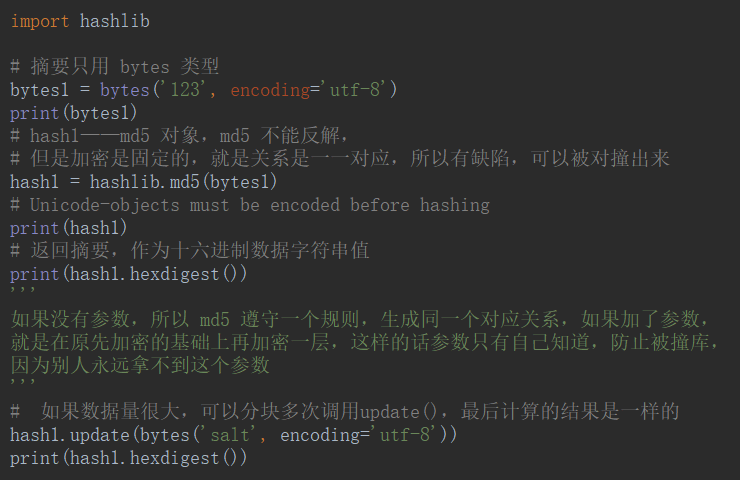 import hashlib
# 摘要只用 bytes 类型
bytes1 = bytes('123', encoding='utf-8')
print(bytes1)
# hash1——md5 对象，md5 不能反解，
# 但是加密是固定的，就是关系是一一对应，所以有缺陷，可以被对撞出来
hash1 = hashlib.md5(bytes1)
# Unicode-objects must be encoded before hashing
print(hash1)
# 返回摘要，作为十六进制数据字符串值
print(hash1.hexdigest())
'''
如果没有参数，所以 md5 遵守一个规则，生成同一个对应关系，如果加了参数，
就是在原先加密的基础上再加密一层，这样的话参数只有自己知道，防止被撞库，
因为别人永远拿不到这个参数
'''
#  如果数据量很大，可以分块多次调用update()，最后计算的结果是一样的
hash1.update(bytes('salt', encoding='utf-8'))
print(hash1.hexdigest())